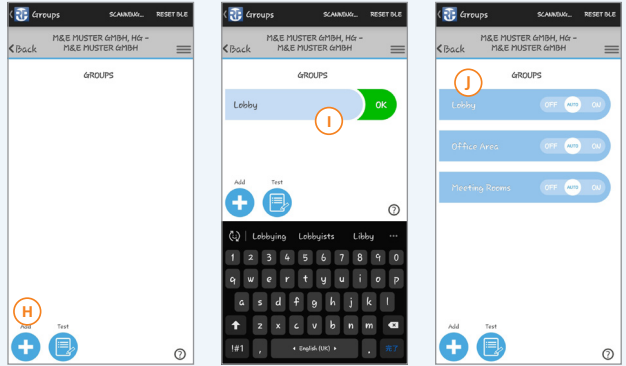 Groups SCANNING... RESET BLE
Back M&E MUSTER GMBH, HG –
M&E MUSTER GMBH
GROUPS
H
Add Test
?
Groups SCANNING... RESET BLE
Back M&E MUSTER GMBH, HG –
M&E MUSTER GMBH
GROUPS
Lobby OK
I
Add Test
?
Lobbying Lobbyists Libby ...
1 2 3 4 5 6 7 8 9 0
q w e r t y u i o p
a s d f g h j k l
z x c v b n m
!#1 , English (UK) .
Groups SCANNING... RESET BLE
Back M&E MUSTER GMBH, HG –
M&E MUSTER GMBH
J
GROUPS
Lobby OFF AUTO ON
Office Area OFF AUTO ON
Meeting Rooms OFF AUTO ON
Add Test
?